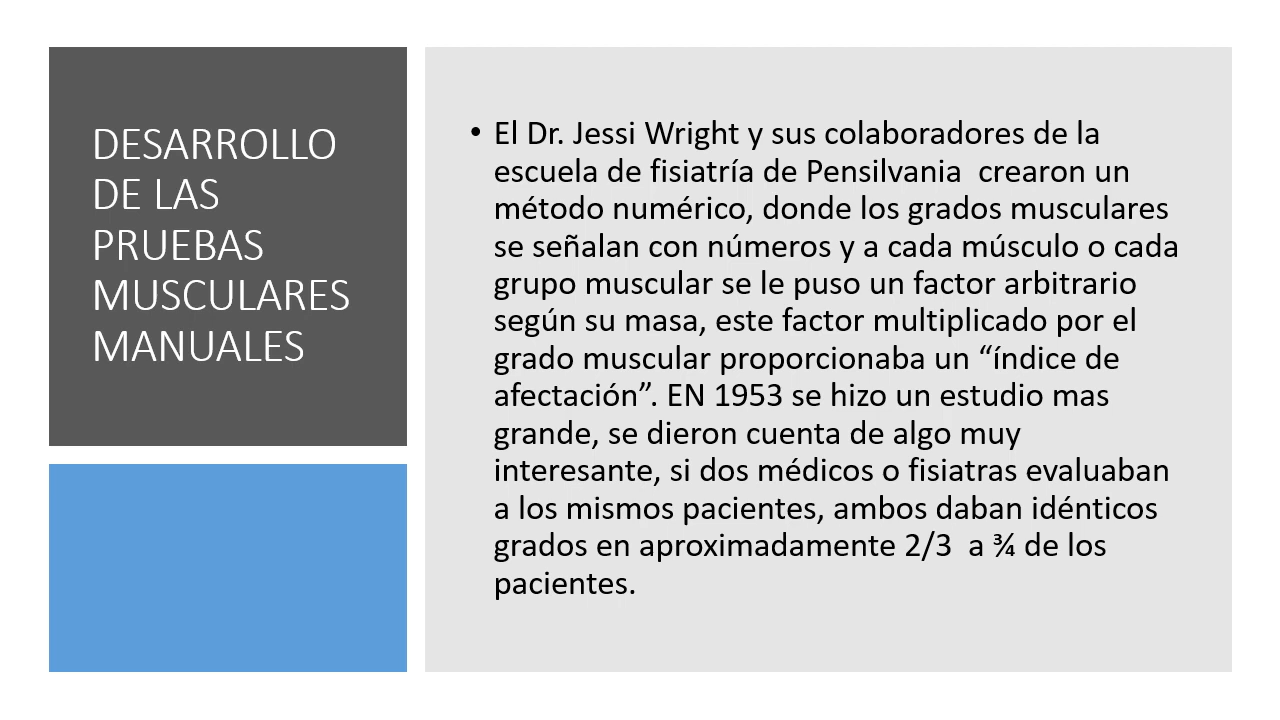 DESARROLLO
DE LAS
PRUEBAS
MUSCULARES
MANUALES
• El Dr. Jessi Wright y sus colaboradores de la
escuela de fisiatría de Pensilvania  crearon un
método numérico, donde los grados musculares
se señalan con números y a cada músculo o cada
grupo muscular se le puso un factor arbitrario
según su masa, este factor multiplicado por el
grado muscular proporcionaba un “índice de
afectación”. EN 1953 se hizo un estudio mas
grande, se dieron cuenta de algo muy
interesante, si dos médicos o fisiatras evaluaban
a los mismos pacientes, ambos daban idénticos
grados en aproximadamente 2/3  a ¾ de los
pacientes.